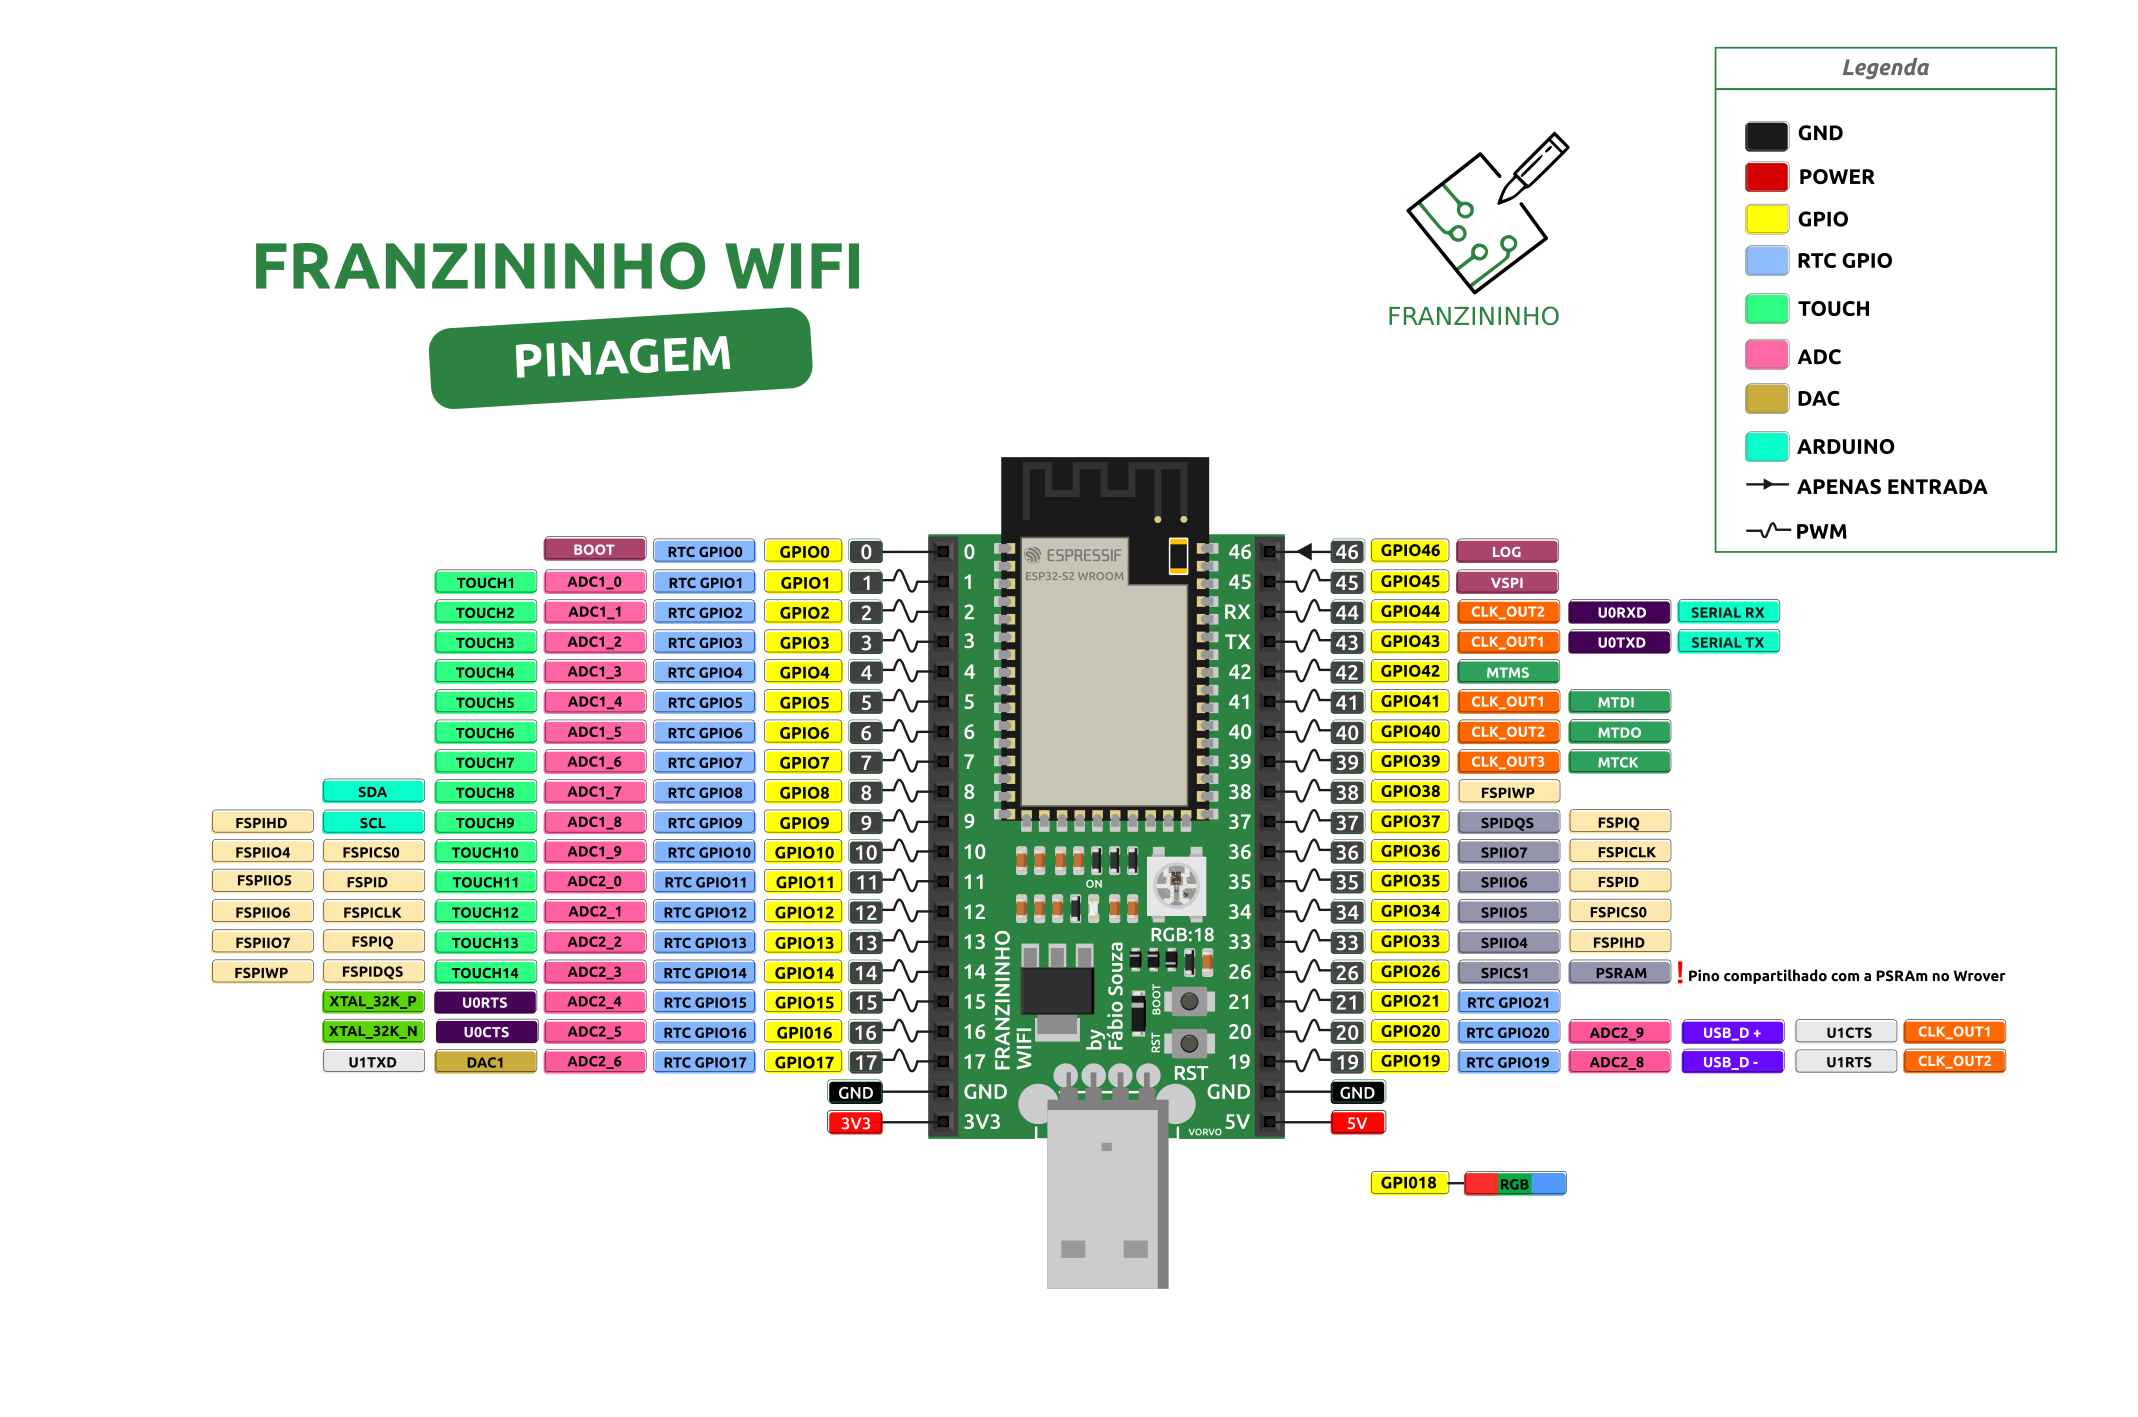 Legenda
GND
POWER
GPIO
RTC GPIO
TOUCH
ADC
DAC
ARDUINO
APENAS ENTRADA
PWM
FRANZININHO WIFI
PINAGEM
FRANZININHO
BOOT RTC GPIO0 GPIO0 0 0 46 46 GPIO46 LOG
TOUCH1 ADC1_0 RTC GPIO1 GPIO1 1 1 45 45 GPIO45 VSPI
TOUCH2 ADC1_1 RTC GPIO2 GPIO2 2 2 RX 44 GPIO44 CLK_OUT2 U0RXD SERIAL RX
TOUCH3 ADC1_2 RTC GPIO3 GPIO3 3 3 TX 43 GPIO43 CLK_OUT1 U0TXD SERIAL TX
TOUCH4 ADC1_3 RTC GPIO4 GPIO4 4 4 42 42 GPIO42 MTMS
TOUCH5 ADC1_4 RTC GPIO5 GPIO5 5 5 41 41 GPIO41 CLK_OUT1 MTDI
TOUCH6 ADC1_5 RTC GPIO6 GPIO6 6 6 40 40 GPIO40 CLK_OUT2 MTDO
TOUCH7 ADC1_6 RTC GPIO7 GPIO7 7 7 39 39 GPIO39 CLK_OUT3 MTCK
SDA TOUCH8 ADC1_7 RTC GPIO8 GPIO8 8 8 38 38 GPIO38 FSPIWP
FSPIHD SCL TOUCH9 ADC1_8 RTC GPIO9 GPIO9 9 9 37 37 GPIO37 SPIDQS FSPIQ
FSPIIO4 FSPICS0 TOUCH10 ADC1_9 RTC GPIO10 GPIO10 10 10 36 36 GPIO36 SPIIO7 FSPICLK
FSPIIO5 FSPID TOUCH11 ADC2_0 RTC GPIO11 GPIO11 11 11 35 35 GPIO35 SPIIO6 FSPID
FSPIIO6 FSPICLK TOUCH12 ADC2_1 RTC GPIO12 GPIO12 12 12 34 34 GPIO34 SPIIO5 FSPICS0
FSPIIO7 FSPIQ TOUCH13 ADC2_2 RTC GPIO13 GPIO13 13 13 33 33 GPIO33 SPIIO4 FSPIHD
FSPIWP FSPIDQS TOUCH14 ADC2_3 RTC GPIO14 GPIO14 14 14 26 26 GPIO26 SPICS1 PSRAM ! Pino compartilhado com a PSRAm no Wrover
XTAL_32K_P U0RTS ADC2_4 RTC GPIO15 GPIO15 15 15 21 21 GPIO21 RTC GPIO21
XTAL_32K_N U0CTS ADC2_5 RTC GPIO16 GPI016 16 16 20 20 GPIO20 RTC GPIO20 ADC2_9 USB_D + U1CTS CLK_OUT1
U1TXD DAC1 ADC2_6 RTC GPIO17 GPIO17 17 17 19 19 GPIO19 RTC GPIO19 ADC2_8 USB_D - U1RTS CLK_OUT2
GND GND GND GND
3V3 3V3 5V 5V
ESPRESSIF
ESP32-S2 WROOM
ON
RGB:18
FRANZININHO
WIFI
by
Fábio Souza
BOOT
RST
RST
VORVO
GPI018 RGB